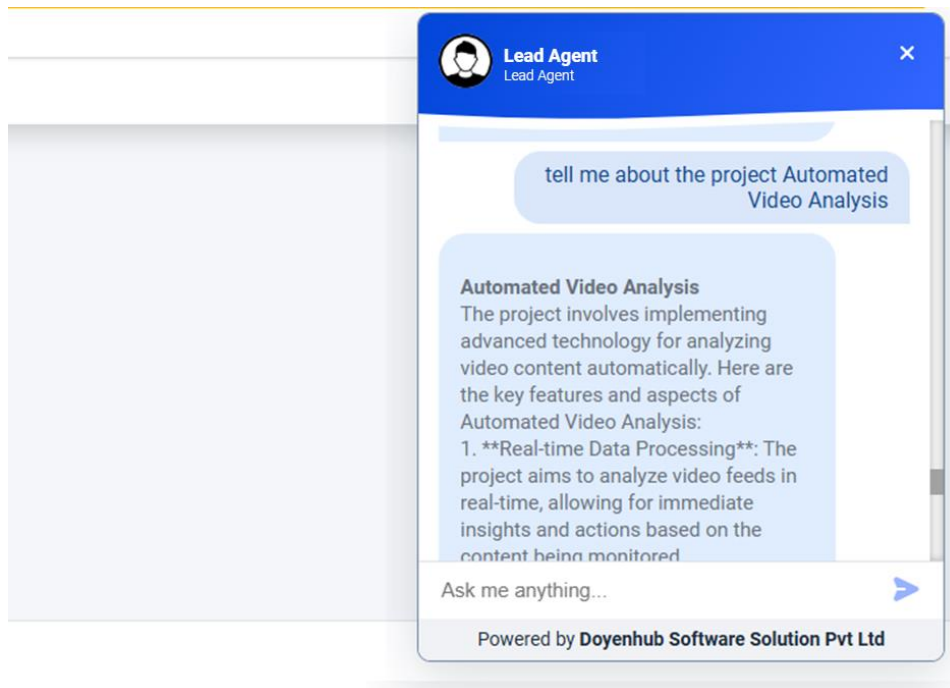 Lead Agent
Lead Agent
tell me about the project Automated
Video Analysis
Automated Video Analysis
The project involves implementing
advanced technology for analyzing
video content automatically. Here are
the key features and aspects of
Automated Video Analysis:
1. **Real-time Data Processing**: The
project aims to analyze video feeds in
real-time, allowing for immediate
insights and actions based on the
content being monitored
Ask me anything...
Powered by Doyenhub Software Solution Pvt Ltd